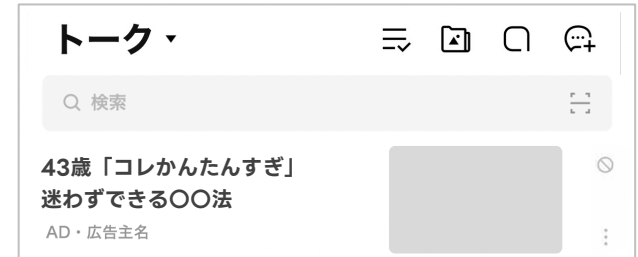 トーク
検索
43歳「コレかんたんすぎ」
迷わずできる〇〇法
AD・広告主名